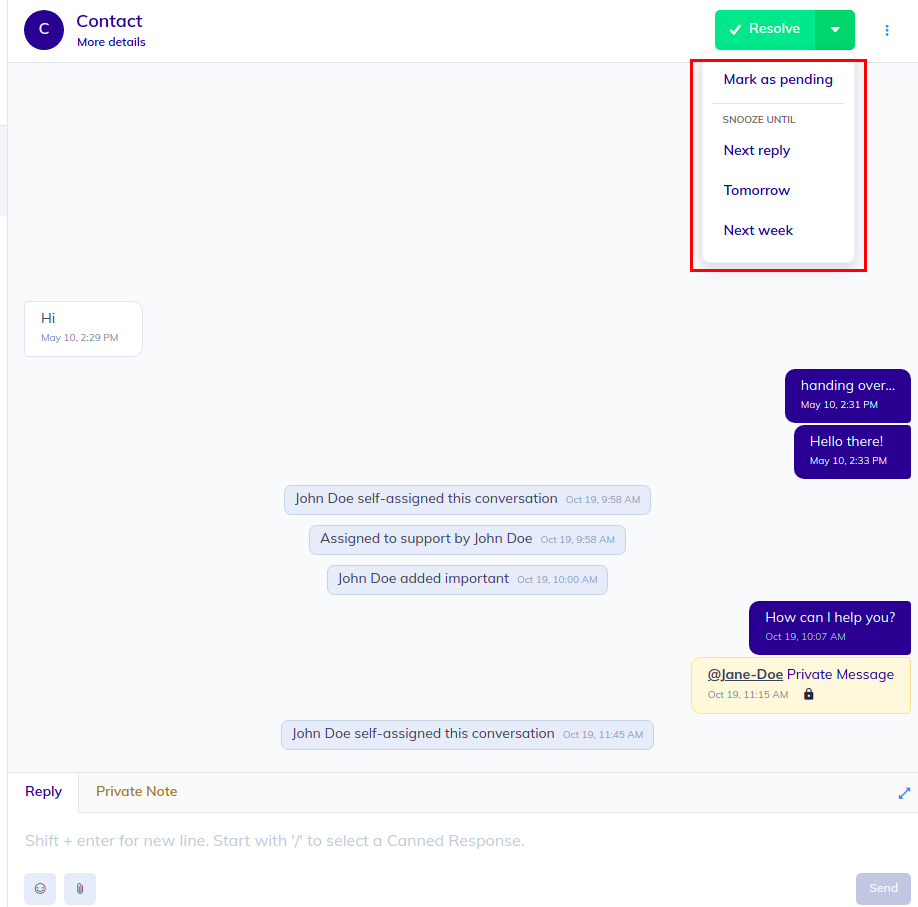 C
Contact
More details
Resolve
Mark as pending
SNOOZE UNTIL
Next reply
Tomorrow
Next week
Hi
May 10, 2:29 PM
handing over...
May 10, 2:31 PM
Hello there!
May 10, 2:33 PM
John Doe self-assigned this conversation Oct 19, 9:58 AM
Assigned to support by John Doe Oct 19, 9:58 AM
John Doe added important Oct 19, 10:00 AM
How can I help you?
Oct 19, 10:07 AM
@Jane-Doe Private Message
Oct 19, 11:15 AM
John Doe self-assigned this conversation Oct 19, 11:45 AM
Reply Private Note
Shift + enter for new line. Start with '/' to select a Canned Response.
Send